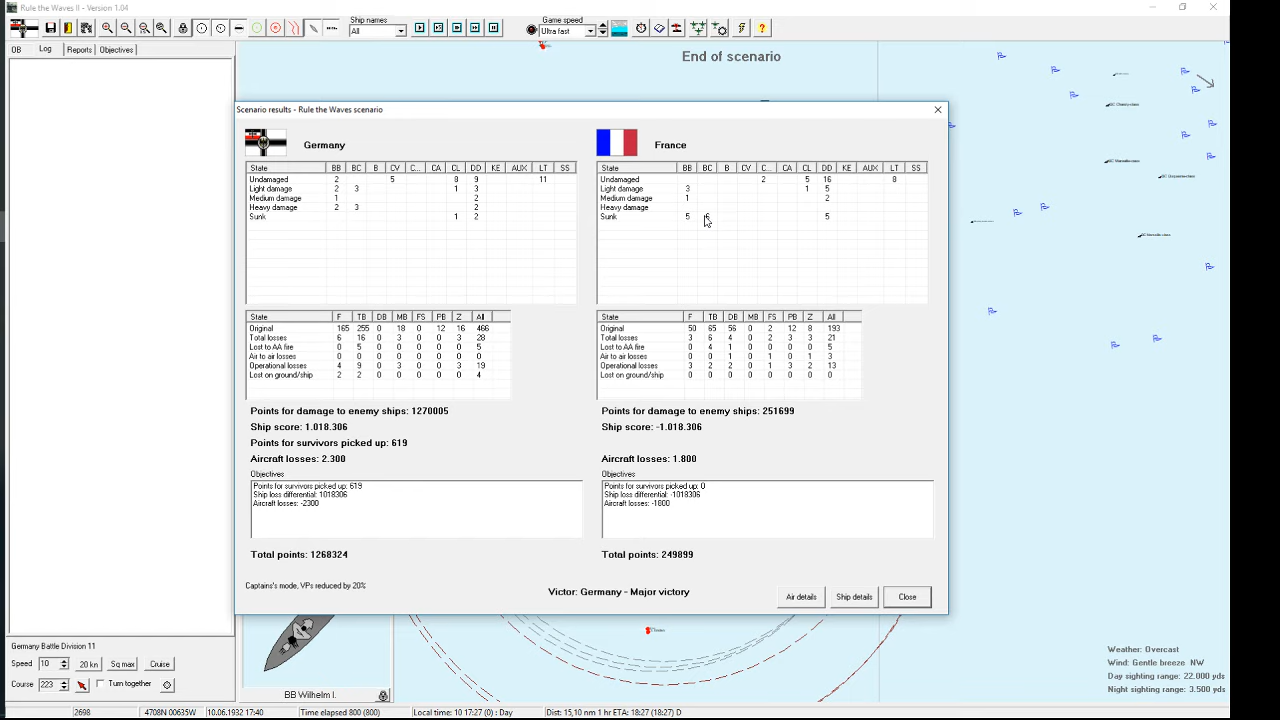 Rule the Waves II - Version 1.04
Ship names
All
Game speed
Ultra fast
OB Log Reports Objectives
End of scenario
Scenario results - Rule the Waves scenario
Germany
State BB BC B CV C... CA CL DD KE AUX LT SS
Undamaged 2 5 8 9 11
Light damage 2 3 1
Medium damage 1 2
Heavy damage 2 3 2
Sunk 1 2
State F TB DB MB FS PB Z All
Original 165 255 0 18 0 12 16 466
Total losses 6 16 0 3 0 0 3 28
Lost to AA fire 0 5 0 0 0 0 0 5
Air to air losses 0 0 0 0 0 0 0 0
Operational losses 4 9 0 3 0 0 3 19
Lost on ground/ship 2 2 0 0 0 0 0 4
Points for damage to enemy ships: 1270005
Ship score: 1.018.306
Points for survivors picked up: 619
Aircraft losses: 2.300
Objectives
Points for survivors picked up: 619
Ship loss differential: 1018306
Aircraft losses: -2300
Total points: 1268324
France
State BB BC B CV C... CA CL DD KE AUX LT SS
Undamaged 2 5 16 8
Light damage 3 1 5
Medium damage 1 2
Heavy damage
Sunk 5 5
State F TB DB MB FS PB Z All
Original 50 65 56 0 2 12 8 193
Total losses 3 6 4 0 2 3 3 21
Lost to AA fire 0 4 1 0 0 0 0 5
Air to air losses 0 0 1 0 1 0 1 3
Operational losses 3 2 2 0 1 3 2 13
Lost on ground/ship 0 0 0 0 0 0 0 0
Points for damage to enemy ships: 251699
Ship score: -1.018.306
Aircraft losses: 1.800
Objectives
Points for survivors picked up: 0
Ship loss differential: -1018306
Aircraft losses: -1800
Total points: 249899
Captains's mode, VPs reduced by 20%
Victor: Germany - Major victory
Air details
Ship details
Close
Germany Battle Division 11
Speed 10 20 kn Sq max Cruise
Course 223 Turn together
BB Wilhelm I.
Weather: Overcast
Wind: Gentle breeze NW
Day sighting range: 22.000 yds
Night sighting range: 3.500 yds
2698 4708N 00635W 10.06.1932 17:40 Time elapsed 800 (800) Local time: 10 17:27 (0) : Day Dist: 15,10 nm 1 hr ETA: 18:27 (18:27) D